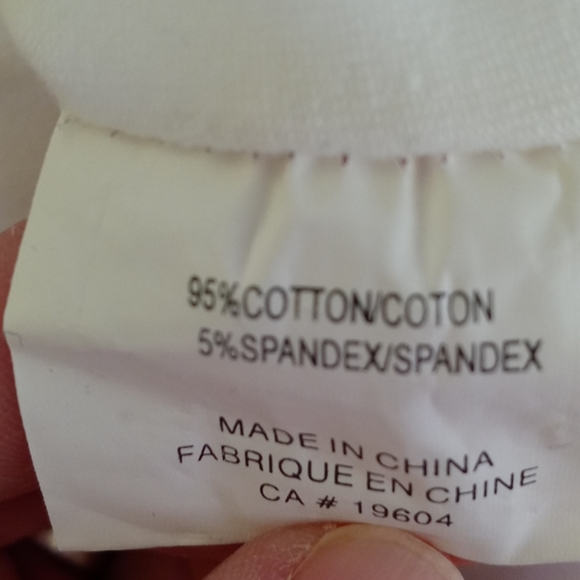 95%COTTON/COTON
5%SPANDEX/SPANDEX
MADE IN CHINA
FABRIQUE EN CHINE
CA # 19604